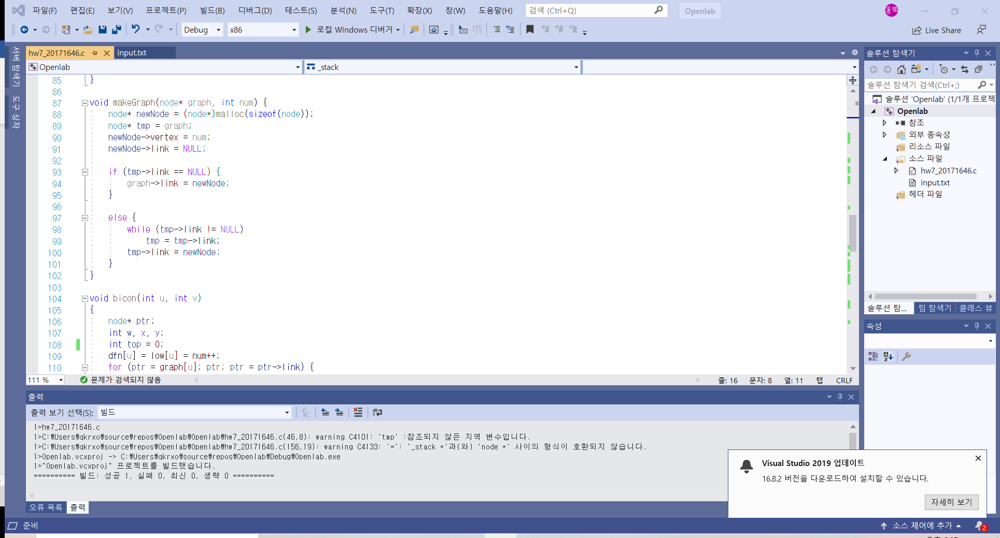 파일(F) 편집(E) 보기(V) 프로젝트(P) 빌드(B) 디버그(D) 테스트(S) 분석(N) 도구(T) 확장(X) 창(W) 도움말(H) 검색 (Ctrl+Q) Openlab 태보
Debug x86 로컬 Windows 디버거 Live Share
서버 탐색기
도구 상자
hw7_20171646.c input.txt
Openlab _stack
85 }
86
87 void makeGraph(node* graph, int num) {
88 node* newNode = (node*)malloc(sizeof(node));
89 node* tmp = graph;
90 newNode->vertex = num;
91 newNode->link = NULL;
92
93 if (tmp->link == NULL) {
94 graph->link = newNode;
95 }
96
97 else {
98 while (tmp->link != NULL)
99 tmp = tmp->link;
100 tmp->link = newNode;
101 }
102 }
103
104 void bicon(int u, int v)
105 {
106 node* ptr;
107 int w, x, y;
108 int top = 0;
109 dfn[u] = low[u] = num++;
110 for (ptr = graph[u]; ptr; ptr = ptr->link) {
111 % 문제가 검색되지 않음 줄: 16 문자: 8 열: 11 탭 CRLF
출력
출력 보기 선택(S): 빌드
1>hw7_20171646.c
1>C:₩Users₩qkrxo₩source₩repos₩Openlab₩Openlab₩hw7_20171646.c(46,8): warning C4101: 'tmp' :참조되지 않은 지역 변수입니다.
1>C:₩Users₩qkrxo₩source₩repos₩Openlab₩Openlab₩hw7_20171646.c(156,19): warning C4133: '=': '_stack *'과(와) 'node *' 사이의 형식이 호환되지 않습니다.
1>Openlab.vcxproj -> C:₩Users₩qkrxo₩source₩repos₩Openlab₩Debug₩Openlab.exe
1>"Openlab.vcxproj" 프로젝트를 빌드했습니다.
========== 빌드: 성공 1, 실패 0, 최신 0, 생략 0 ==========
오류 목록 출력
준비
솔루션 탐색기
솔루션 탐색기 검색(Ctrl+;)
솔루션 'Openlab' (1/1개 프로젝
Openlab
참조
외부 종속성
리소스 파일
소스 파일
hw7_20171646.c
input.txt
헤더 파일
솔루션 탐... 팀 탐색기 클래스 뷰
속성
Visual Studio 2019 업데이트
16.8.2 버전을 다운로드하여 설치할 수 있습니다.
자세히 보기
소스 제어에 추가 2